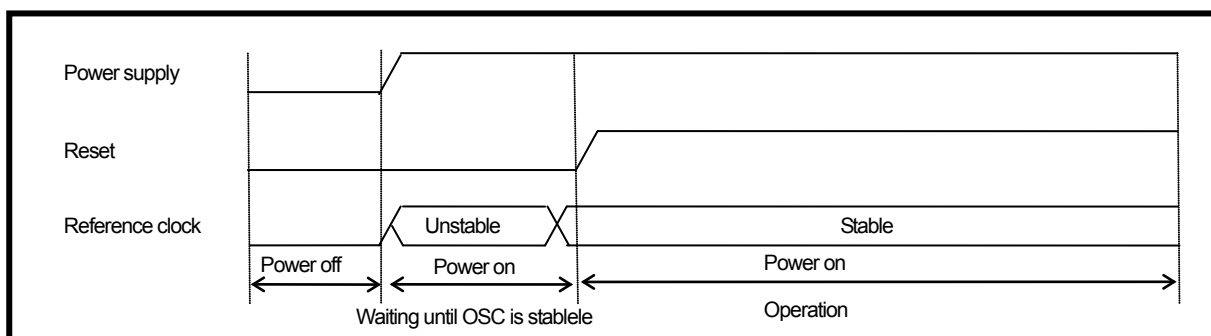 Power supply
Reset
Reference clock
Unstable
Stable
Power off
Power on
Power on
Waiting until OSC is stablele
Operation